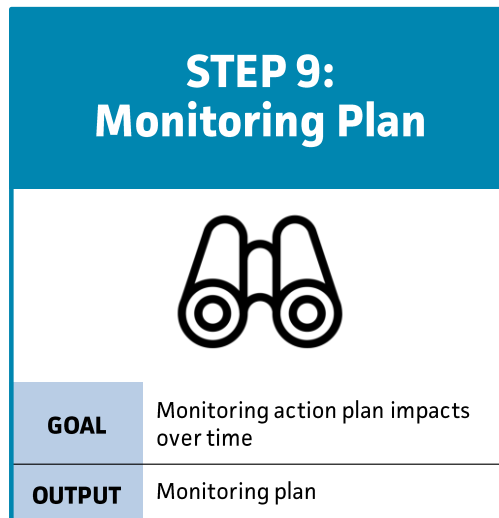 STEP 9:
Monitoring Plan
GOAL
Monitoring action plan impacts
over time
OUTPUT
Monitoring plan